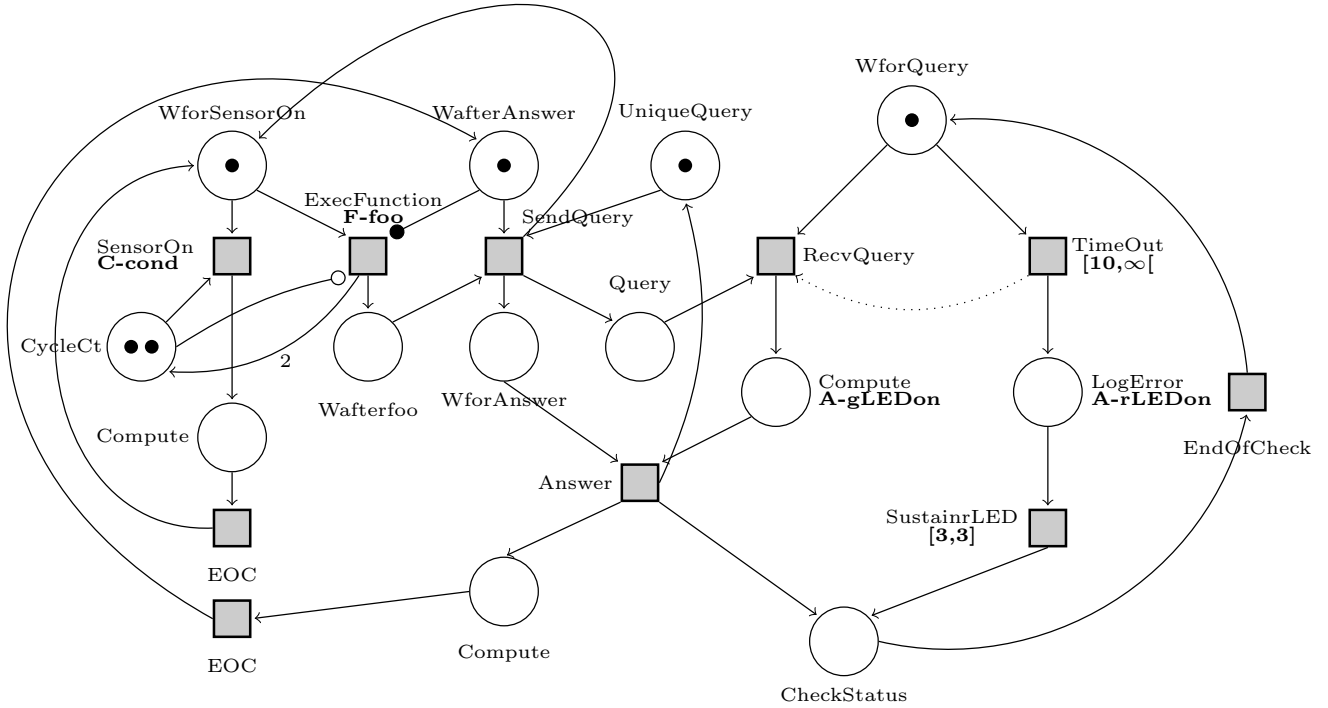 WforQuery
WforSensorOn
WafterAnswer
UniqueQuery
ExecFunction
F-foo
SendQuery
SensorOn
C-cond
RecvQuery
TimeOut
[10,∞[
Query
CycleCt
2
Wafterfoo
WforAnswer
Compute
A-gLEDon
LogError
A-rLEDon
Compute
EndOfCheck
Answer
SustainrLED
[3,3]
EOC
EOC
Compute
CheckStatus